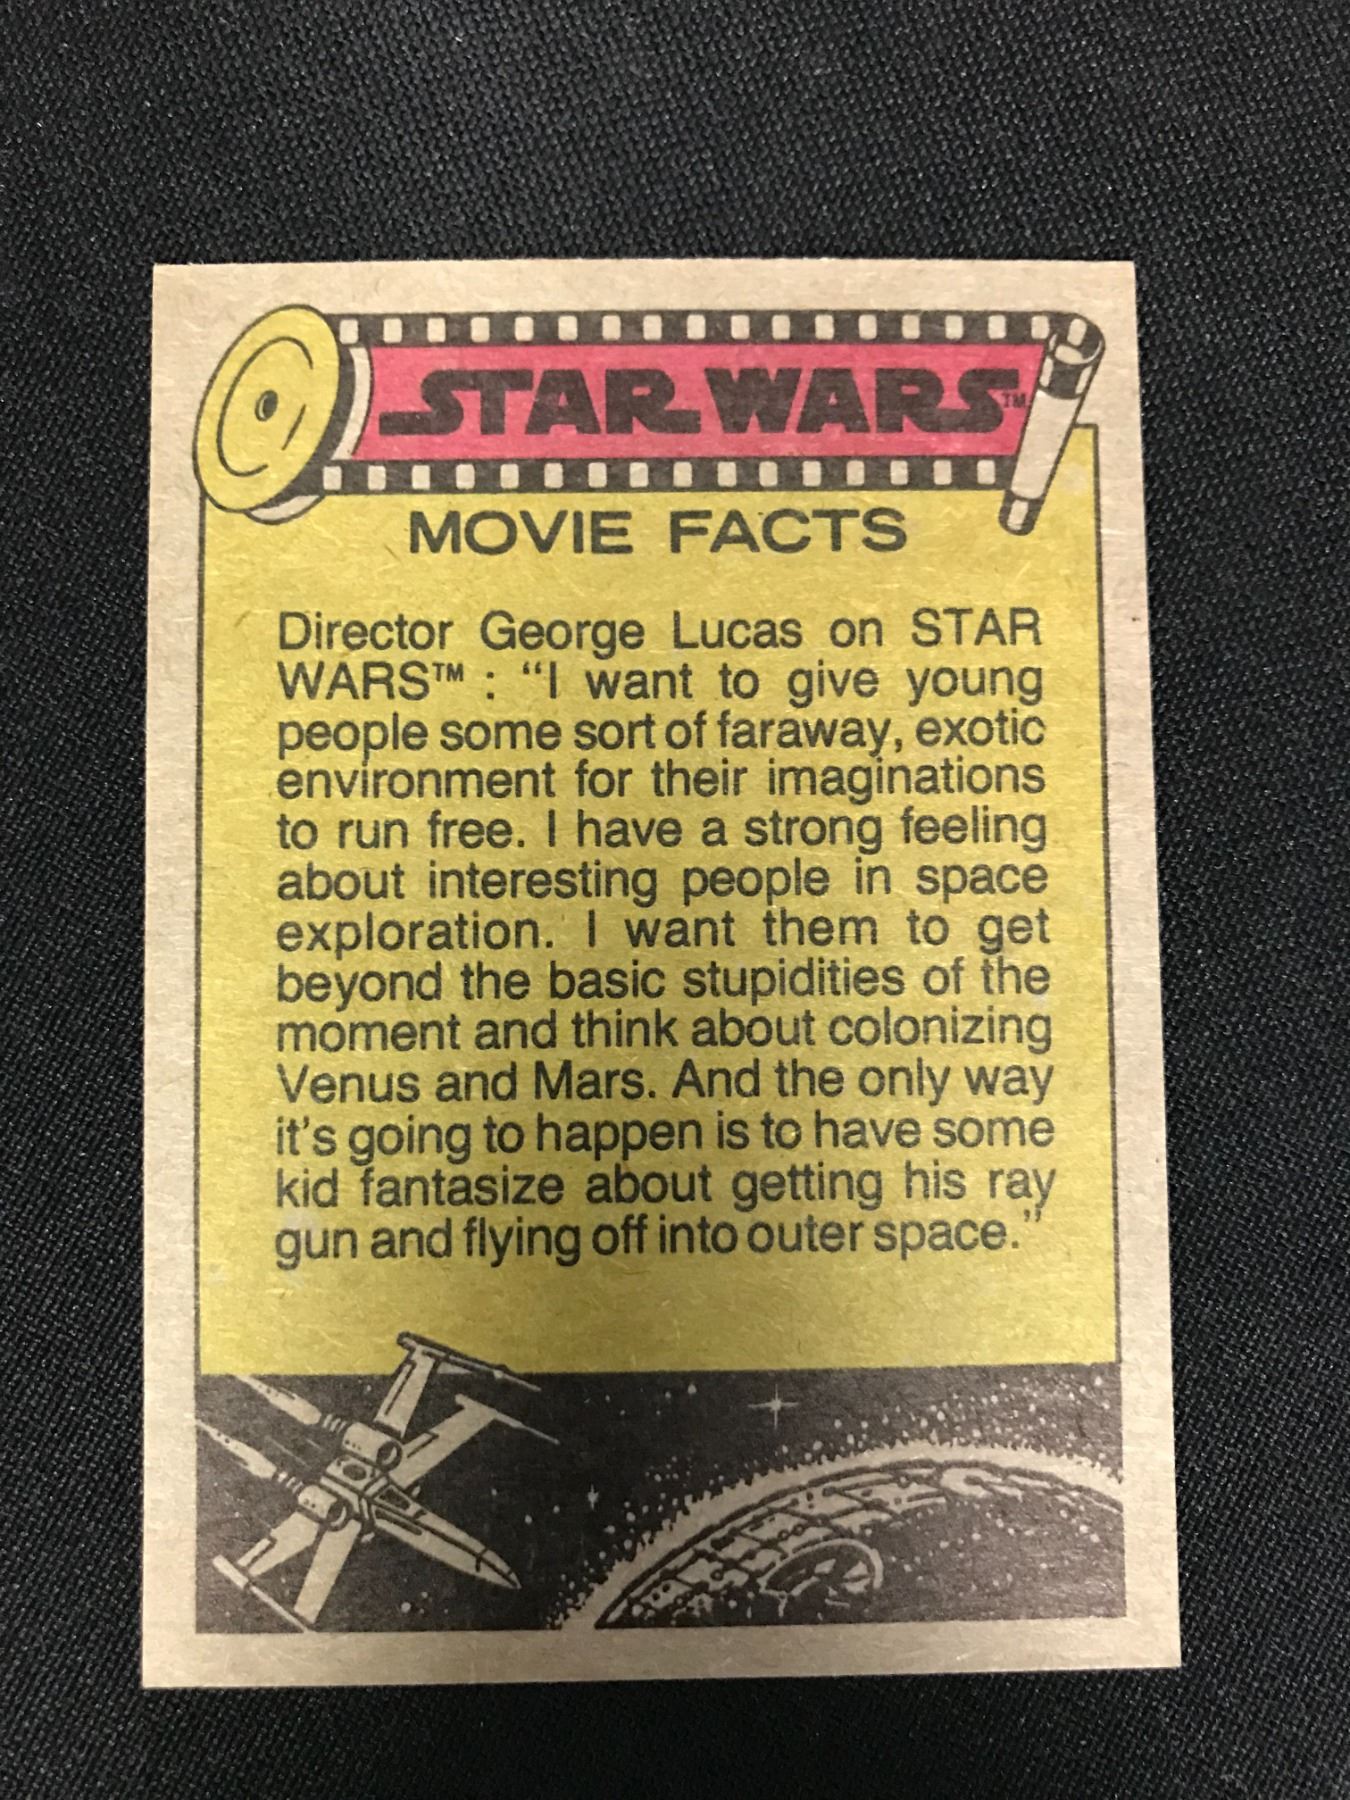 STAR WARS™
MOVIE FACTS
Director George Lucas on STAR
WARS™ : “I want to give young
people some sort of faraway, exotic
environment for their imaginations
to run free. I have a strong feeling
about interesting people in space
exploration. I want them to get
beyond the basic stupidities of the
moment and think about colonizing
Venus and Mars. And the only way
it's going to happen is to have some
kid fantasize about getting his ray
gun and flying off into outer space.”